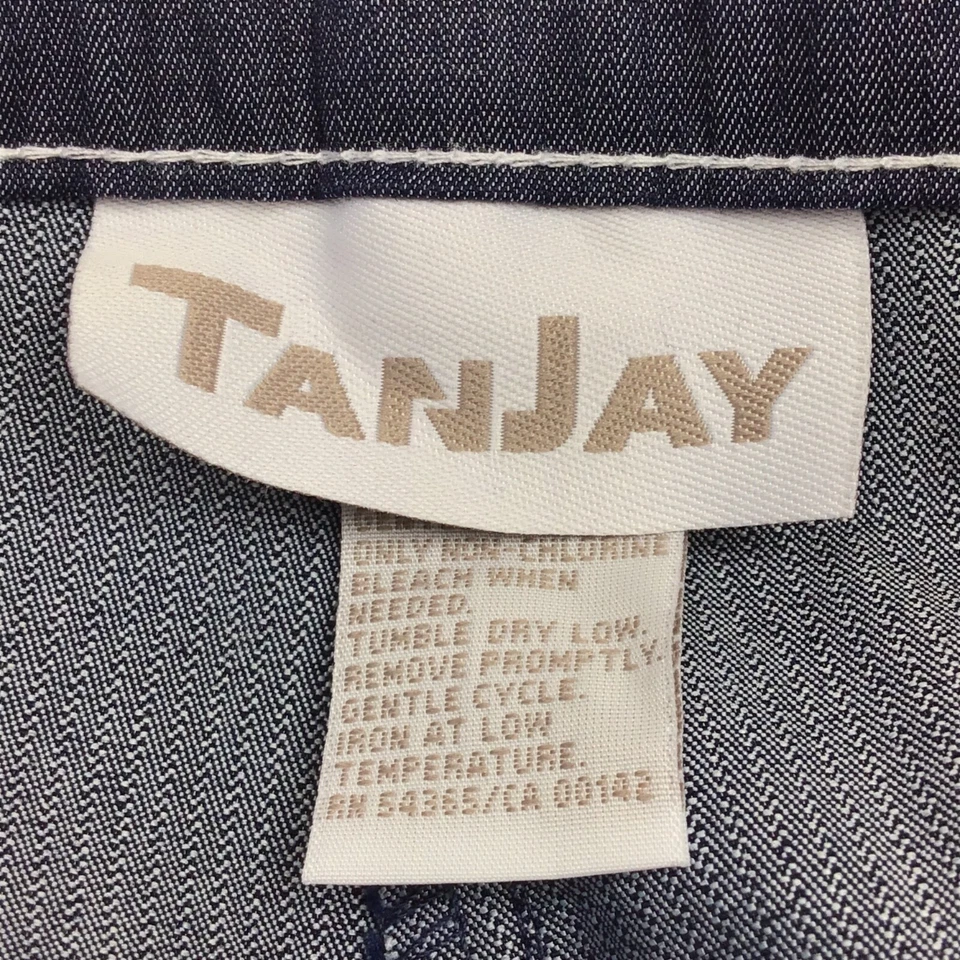 TANJAY
ONLY NON-CHLORINE
BLEACH WHEN
NEEDED.
TUMBLE DRY LOW.
REMOVE PROMPTLY.
GENTLE CYCLE.
IRON AT LOW
TEMPERATURE.
RN 54365/CA 00142